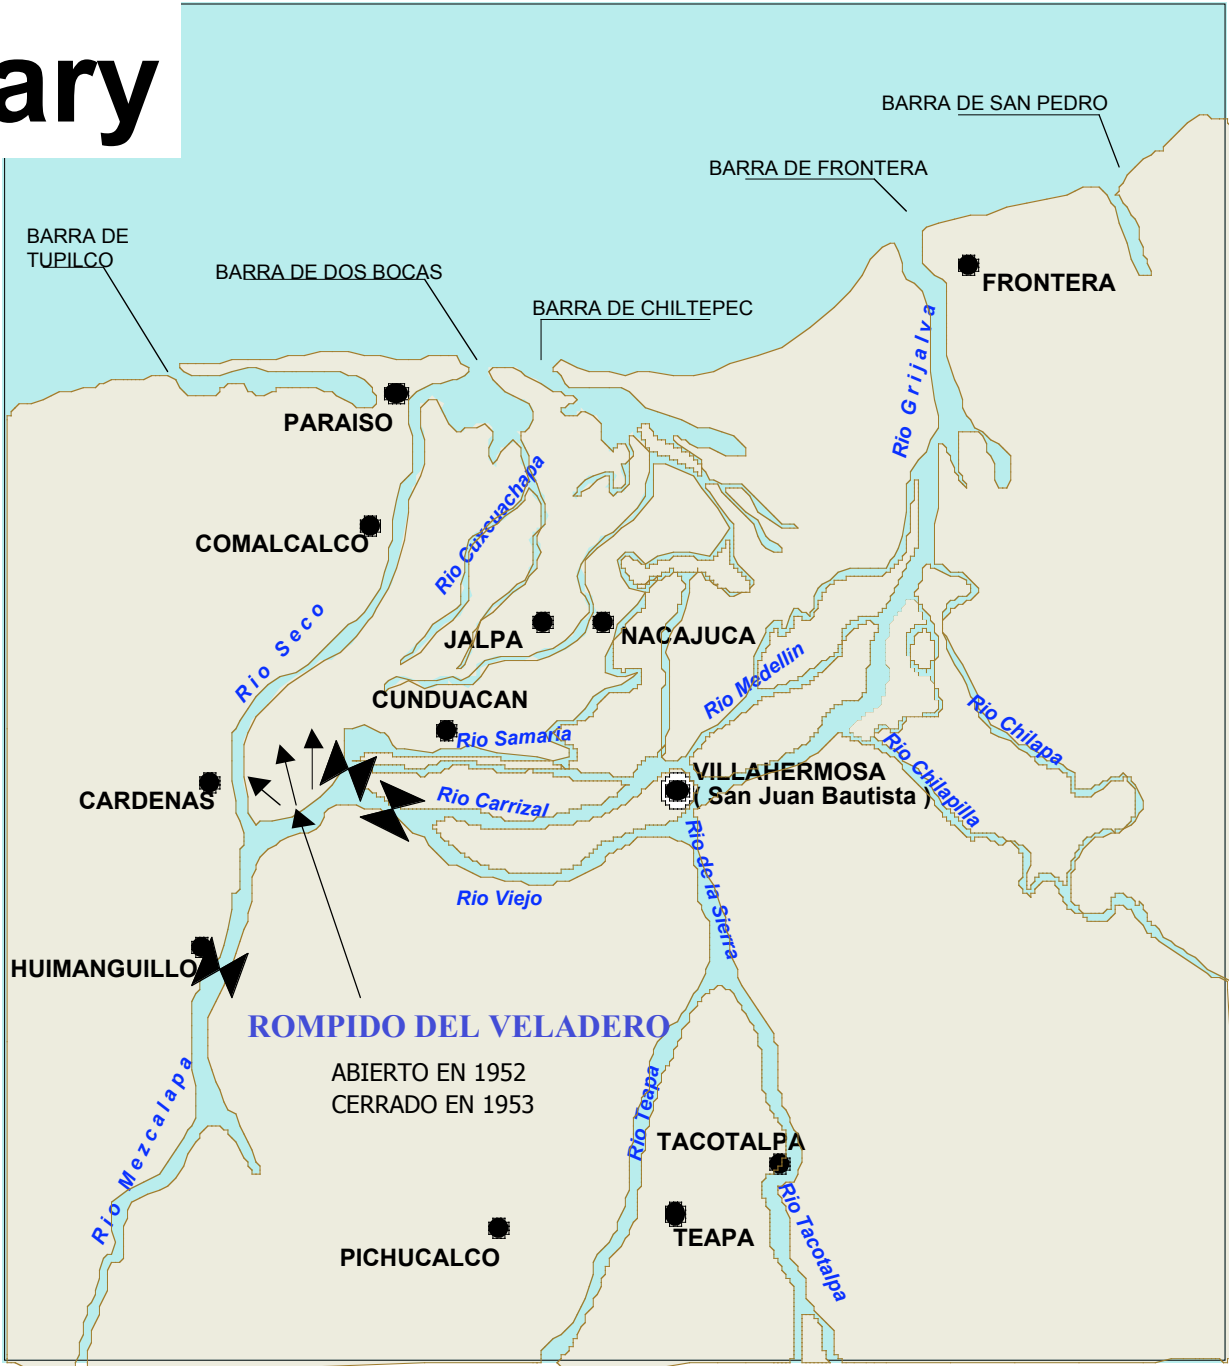 ary
BARRA DE SAN PEDRO
BARRA DE FRONTERA
BARRA DE
TUPILCO
BARRA DE DOS BOCAS
FRONTERA
BARRA DE CHILTEPEC
Rio Grijalva
PARAISO
Rio Cuxcuachapa
COMALCALCO
Rio Seco
JALPA
NACAJUCA
Rio Medellin
CUNDUACAN
Rio Samaria
Rio Chilapa
Rio Chilapilla
VILLAHERMOSA
( San Juan Bautista )
CARDENAS
Rio Carrizal
Rio de la Sierra
Rio Viejo
HUIMANGUILLO
ROMPIDO DEL VELADERO
ABIERTO EN 1952
CERRADO EN 1953
Rio Mezcalapa
Rio Teapa
TACOTALPA
Rio Tacotalpa
TEAPA
PICHUCALCO